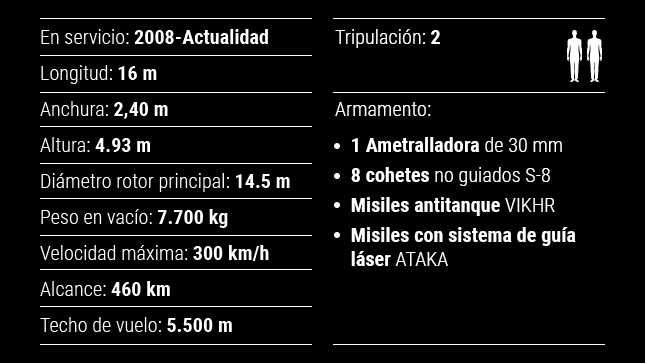 En servicio: 2008-Actualidad
Longitud: 16 m
Anchura: 2,40 m
Altura: 4.93 m
Diámetro rotor principal: 14.5 m
Peso en vacío: 7.700 kg
Velocidad máxima: 300 km/h
Alcance: 460 km
Techo de vuelo: 5.500 m
Tripulación: 2
Armamento:
• 1 Ametralladora de 30 mm
• 8 cohetes no guiados S-8
• Misiles antitanque VIKHR
• Misiles con sistema de guía
láser ATAKA